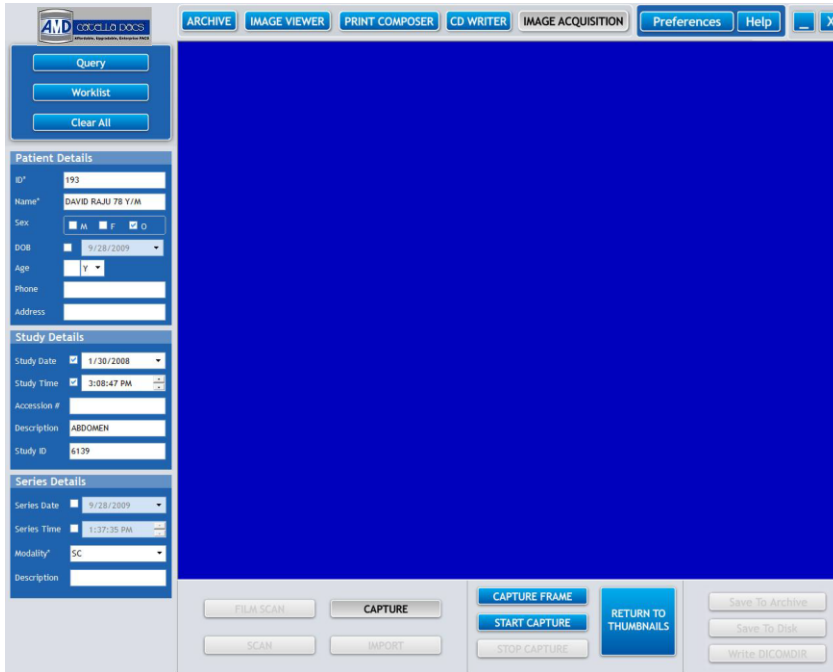 AMD CATELLA PACS
Affordable, Upgradable, Enterprise PACS
ARCHIVE IMAGE VIEWER PRINT COMPOSER CD WRITER IMAGE ACQUISITION Preferences Help _ X
Query
Worklist
Clear All
Patient Details
ID* 193
Name* DAVID RAJU 78 Y/M
Sex M F O
DOB 9/28/2009
Age Y
Phone
Address
Study Details
Study Date 1/30/2008
Study Time 3:08:47 PM
Accession #
Description ABDOMEN
Study ID 6139
Series Details
Series Date 9/28/2009
Series Time 1:37:35 PM
Modality* SC
Description
FILM SCAN CAPTURE
SCAN IMPORT
CAPTURE FRAME
START CAPTURE
STOP CAPTURE
RETURN TO
THUMBNAILS
Save To Archive
Save To Disk
Write DICOMDIR